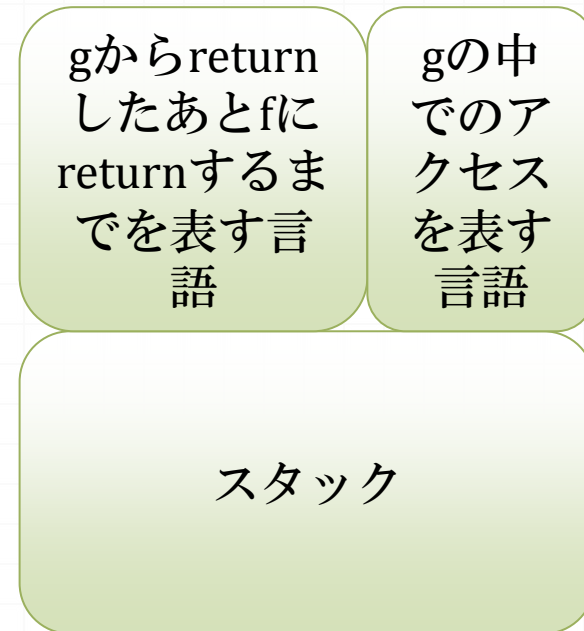 gからreturn
したあとfに
returnするま
でを表す言
語
gの中
でのア
クセス
を表す
言語
スタック